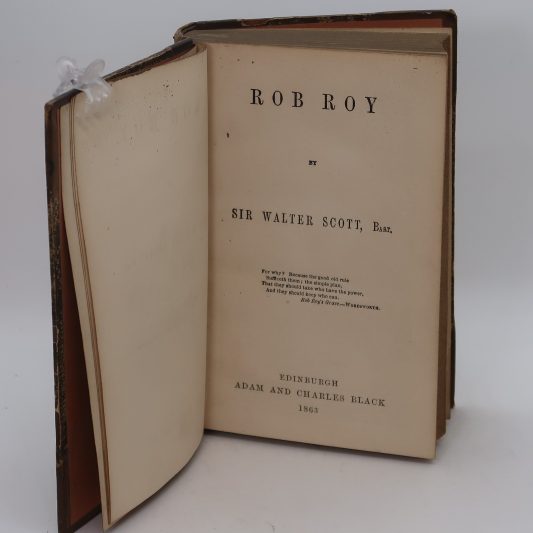 ROB ROY
BY
SIR WALTER SCOTT, BART.
For why? Because the good old rule
Sufficeth them; the simple plan,
That they should take who have the power,
And they should keep who can.
Rob Roy's Grave.—WORDSWORTH.
EDINBURGH
ADAM AND CHARLES BLACK
1863